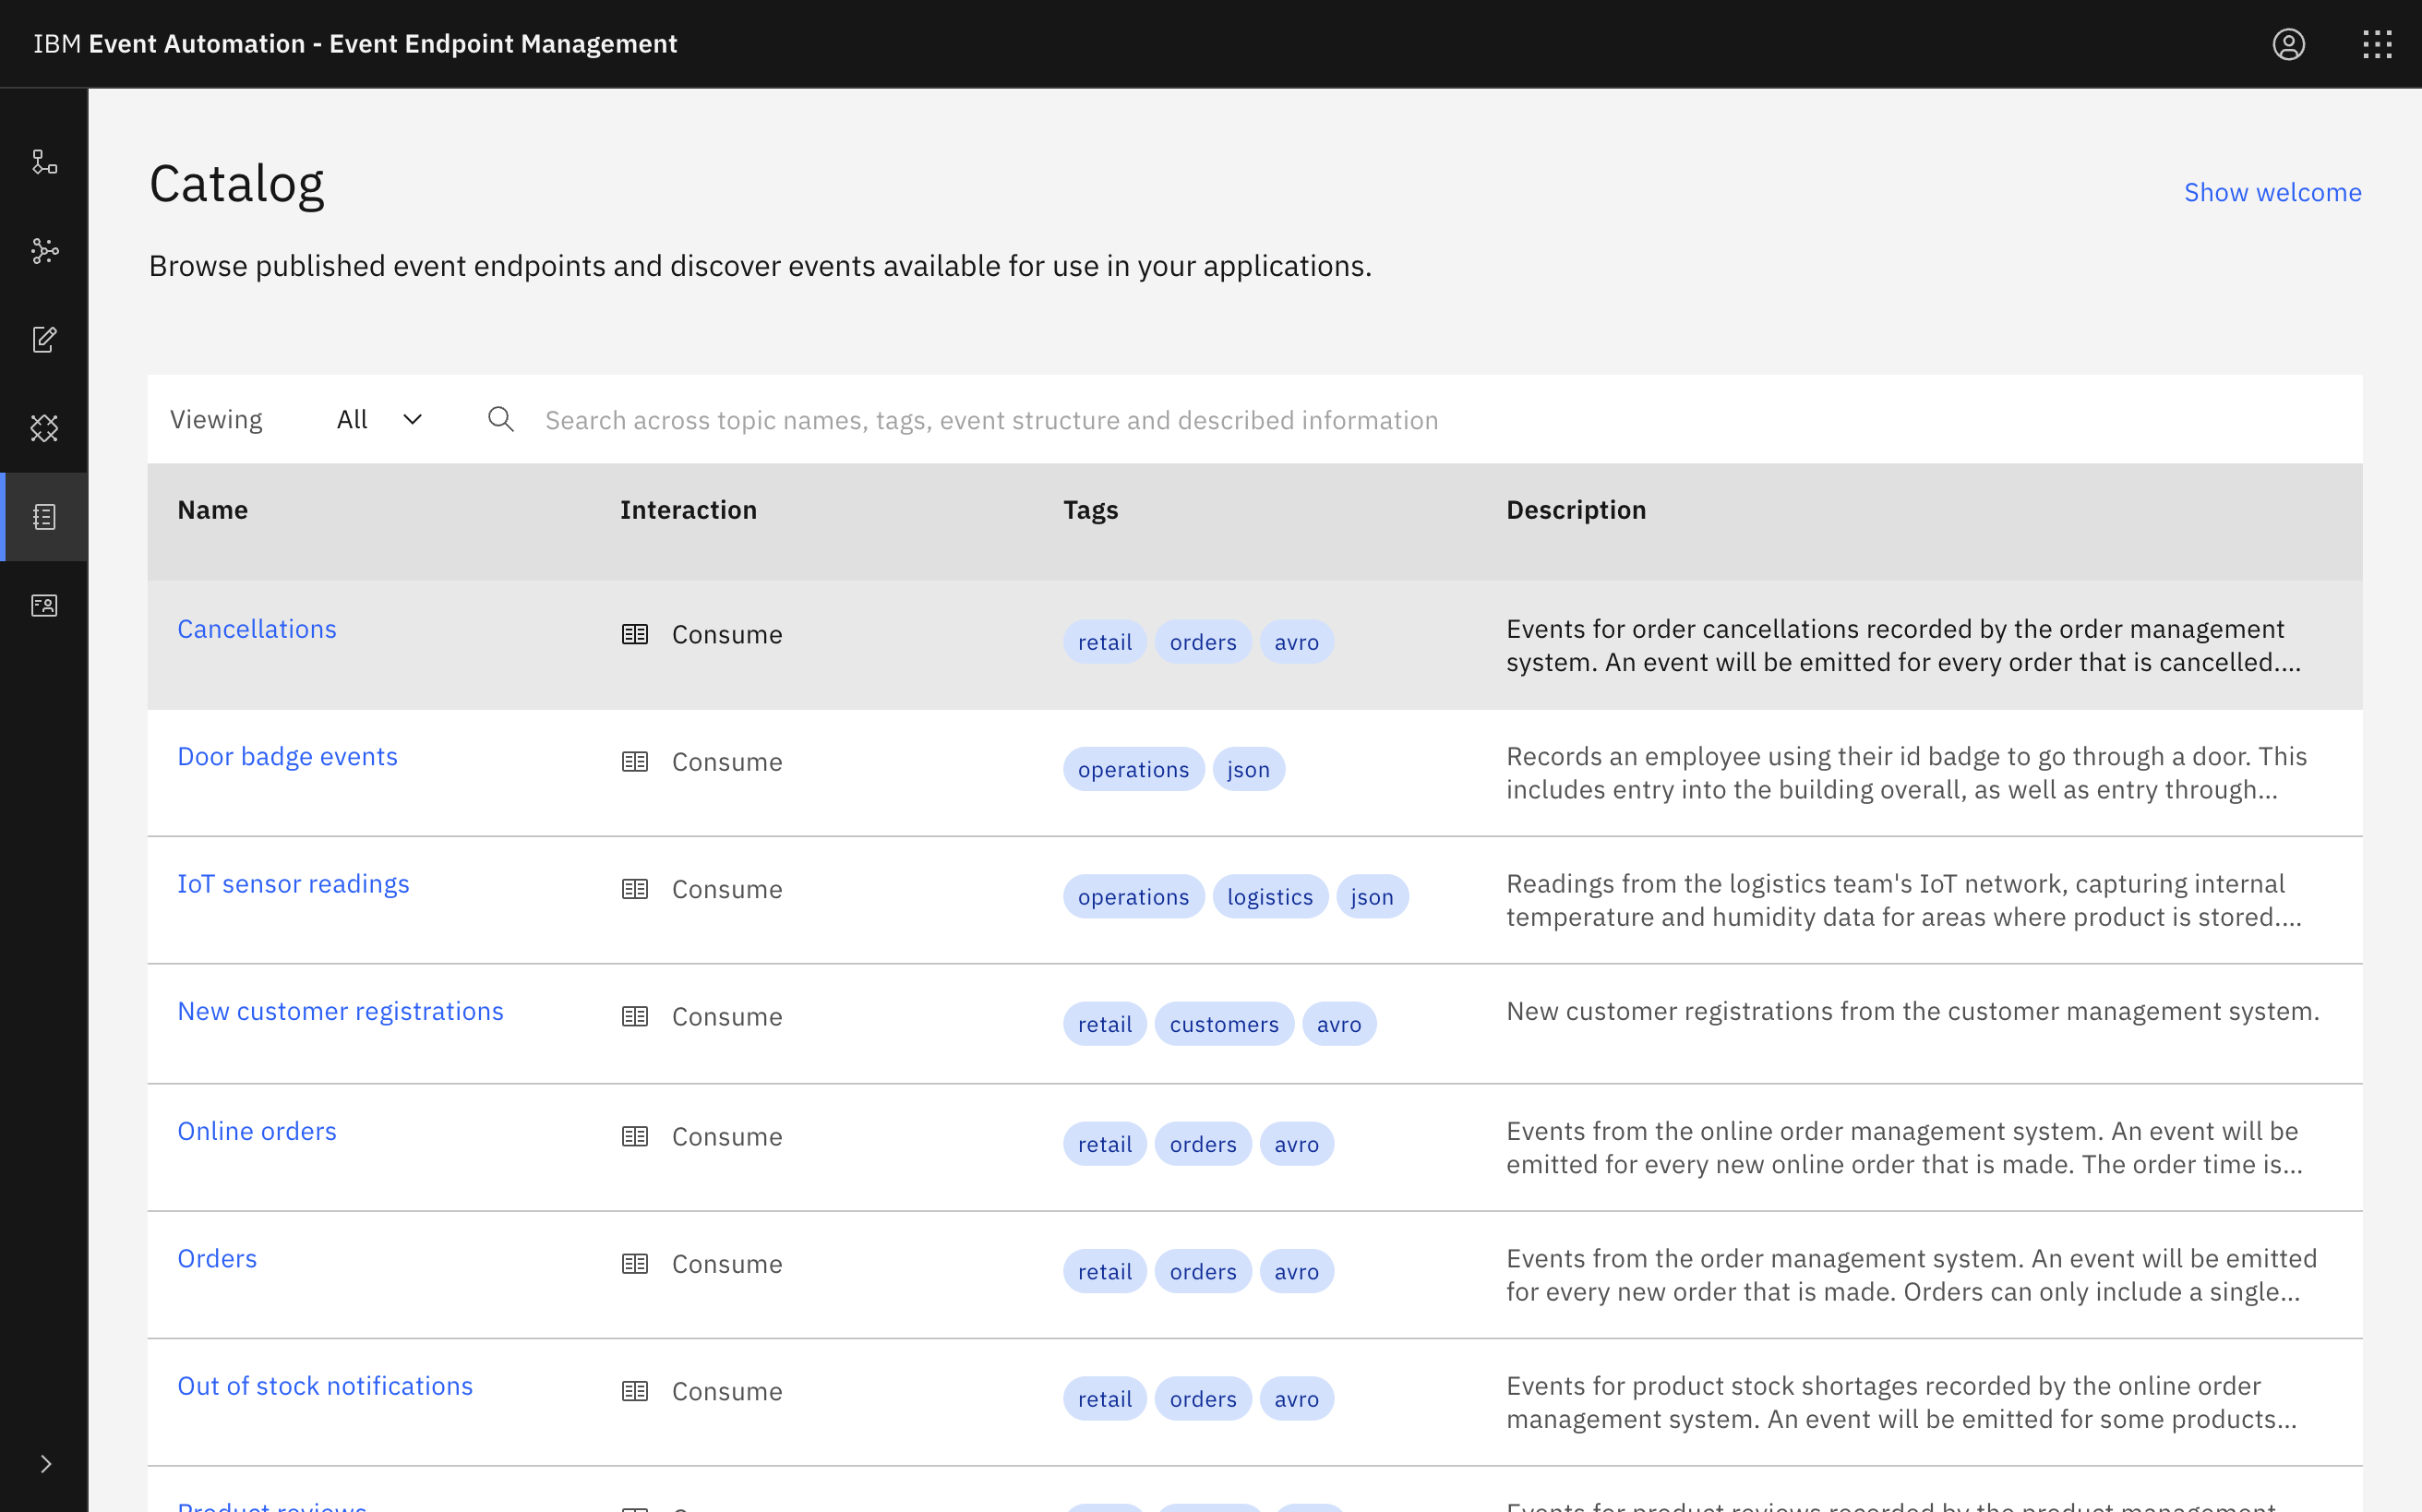 IBM Event Automation - Event Endpoint Management
Catalog
Show welcome
Browse published event endpoints and discover events available for use in your applications.
Viewing All Search across topic names, tags, event structure and described information
Name Interaction Tags Description
Cancellations Consume retail orders avro Events for order cancellations recorded by the order management
system. An event will be emitted for every order that is cancelled....
Door badge events Consume operations json Records an employee using their id badge to go through a door. This
includes entry into the building overall, as well as entry through...
IoT sensor readings Consume operations logistics json Readings from the logistics team's IoT network, capturing internal
temperature and humidity data for areas where product is stored....
New customer registrations Consume retail customers avro New customer registrations from the customer management system.
Online orders Consume retail orders avro Events from the online order management system. An event will be
emitted for every new online order that is made. The order time is...
Orders Consume retail orders avro Events from the order management system. An event will be emitted
for every new order that is made. Orders can only include a single...
Out of stock notifications Consume retail orders avro Events for product stock shortages recorded by the online order
management system. An event will be emitted for some products...
Product reviews Events for product reviews recorded by the product management